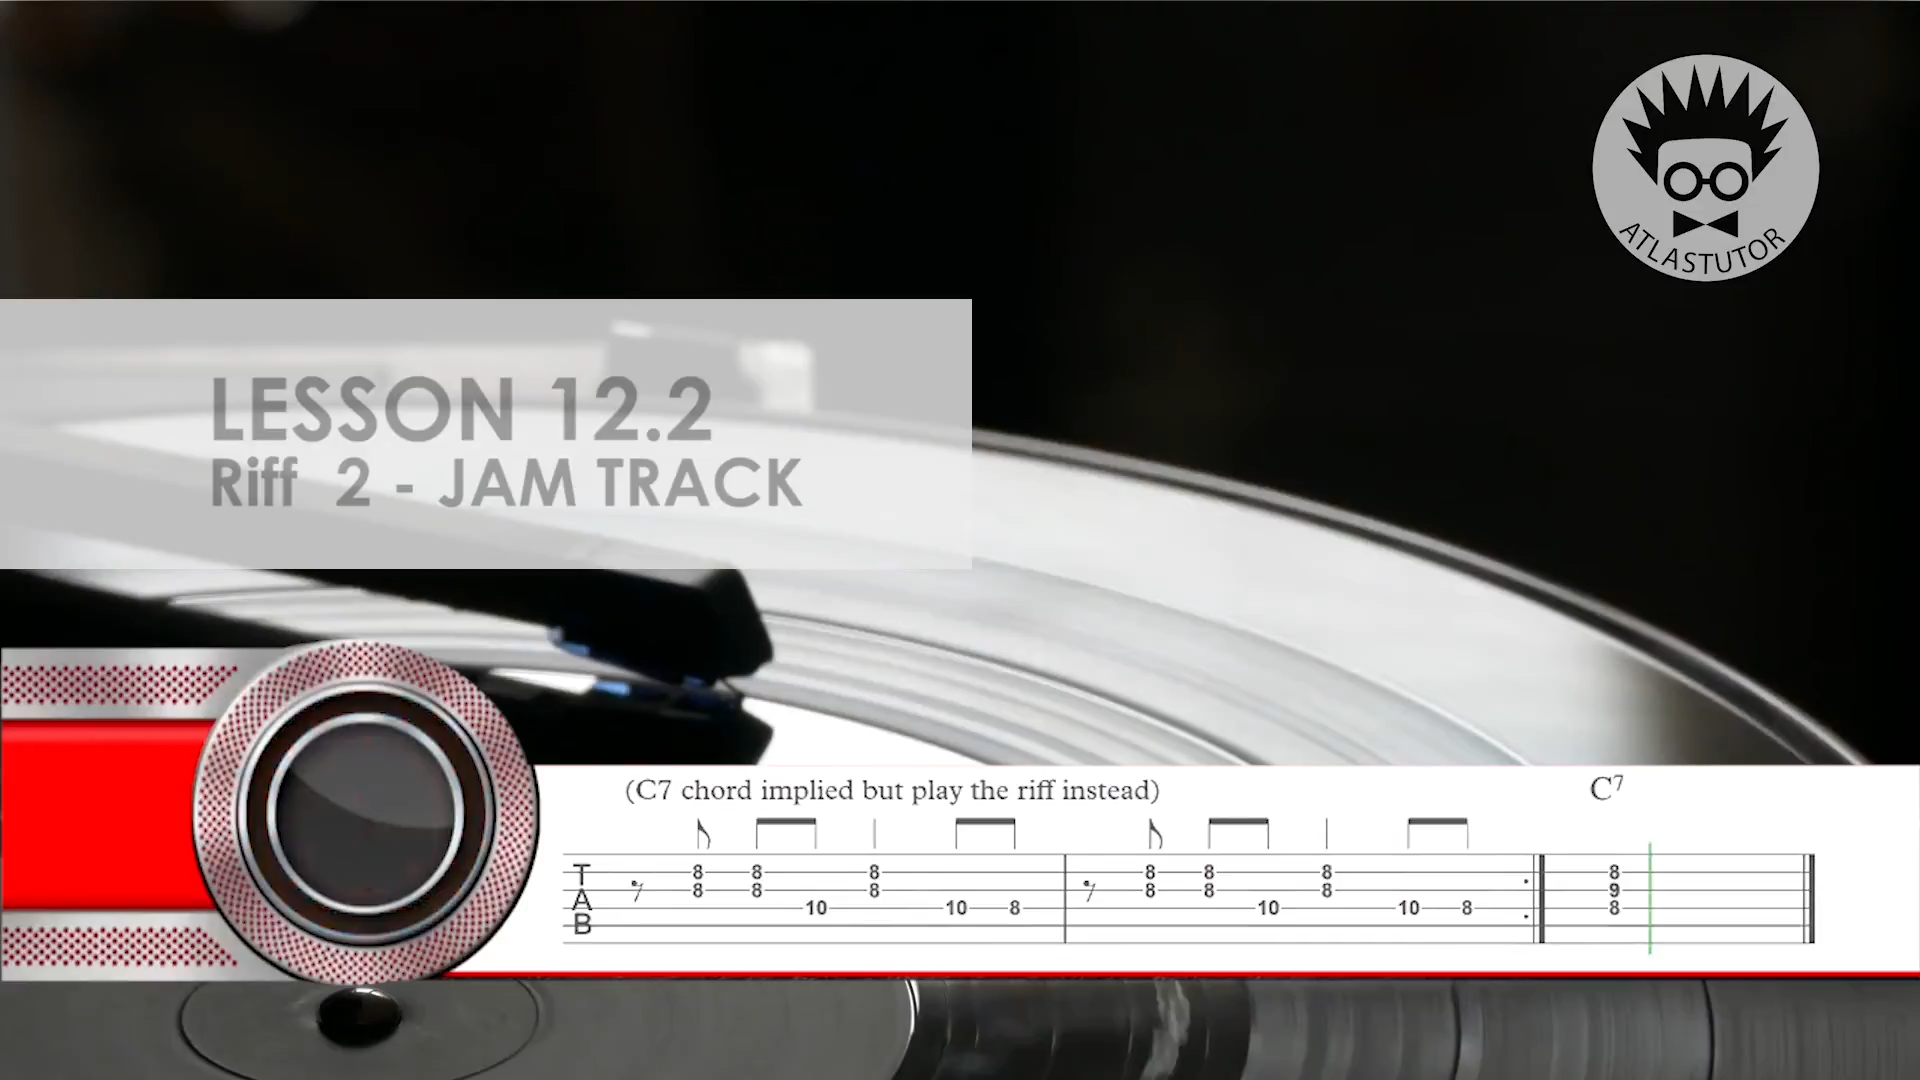 ATLASTUTOR
LESSON 12.2
Riff 2 - JAM TRACK
(C7 chord implied but play the riff instead) C7
T 8 8 8 8 8 8 8
A 8 8 8 8 8 8 9
10 10 8 10 10 8 8
B